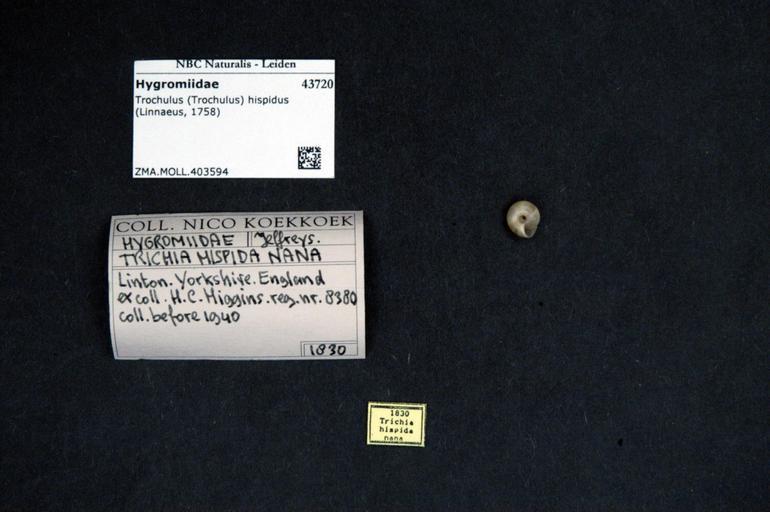 NBC Naturalis - Leiden
Hygromiidae 43720
Trochulus (Trochulus) hispidus
(Linnaeus, 1758)
ZMA.MOLL.403594
COLL. NICO KOEKKOEK
HYGROMIIDAE Jeffreys.
TRICHIA HISPIDA NANA
Linton. Yorkshire. England
ex coll. H.C. Higgins. reg. nr. 8380
coll. before 1940
1830
1830
Trichia
hispida
nana